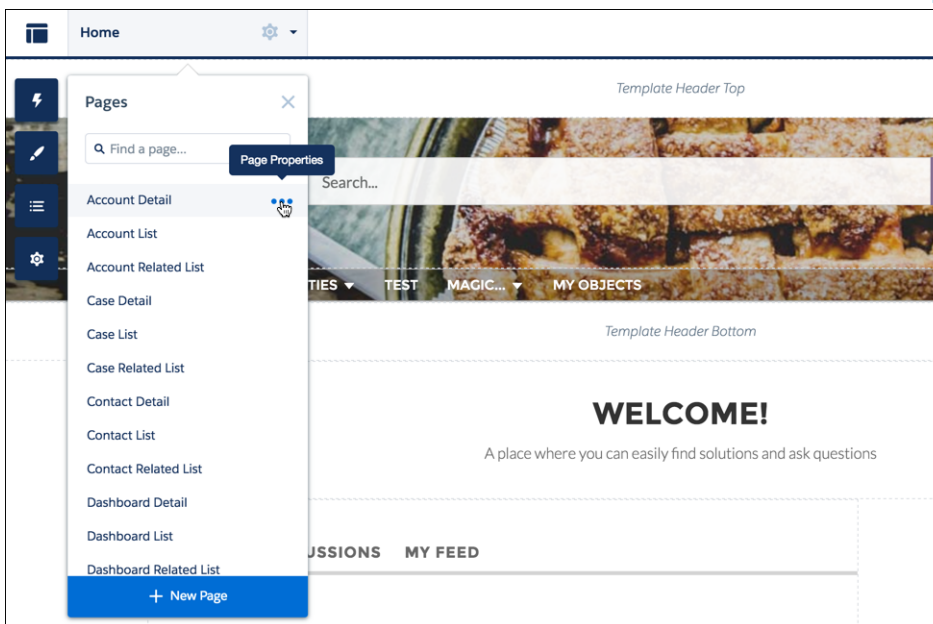 Home
Pages
Template Header Top
Find a page...
Page Properties
Search...
Account Detail
Account List
Account Related List
TIES
TEST
MAGIC...
MY OBJECTS
Case Detail
Case List
Template Header Bottom
Case Related List
Contact Detail
WELCOME!
Contact List
A place where you can easily find solutions and ask questions
Contact Related List
Dashboard Detail
Dashboard List
USSIONS
MY FEED
Dashboard Related List
+ New Page